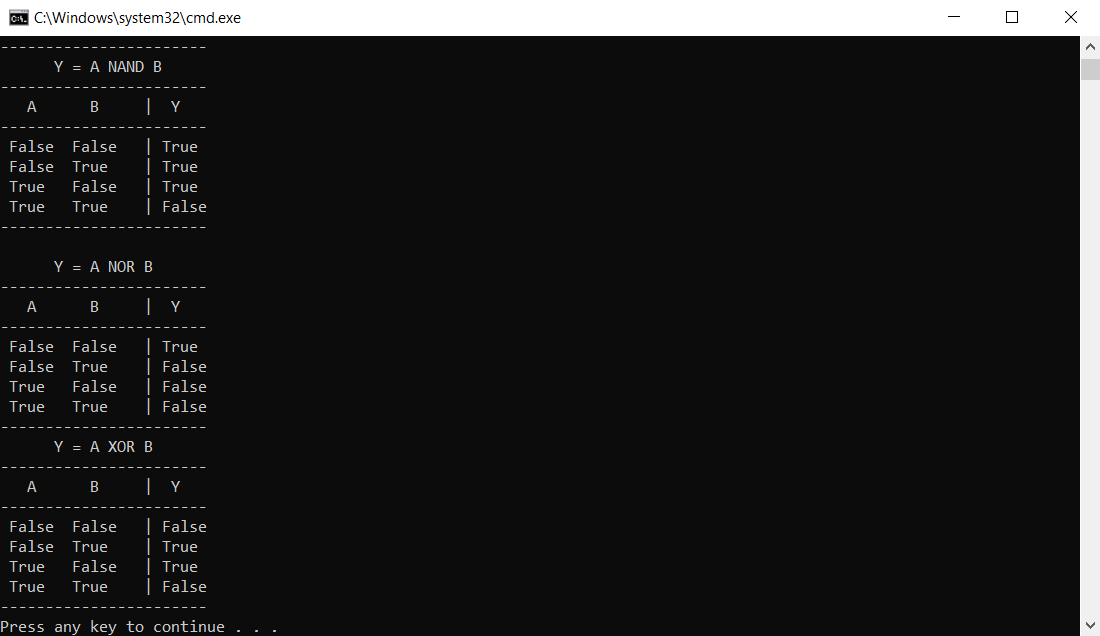 C:\Windows\system32\cmd.exe
-----------------------
      Y = A NAND B
-----------------------
   A      B     |  Y
-----------------------
 False  False   | True
 False  True    | True
 True   False   | True
 True   True    | False
-----------------------

      Y = A NOR B
-----------------------
   A      B     |  Y
-----------------------
 False  False   | True
 False  True    | False
 True   False   | False
 True   True    | False
-----------------------
      Y = A XOR B
-----------------------
   A      B     |  Y
-----------------------
 False  False   | False
 False  True    | True
 True   False   | True
 True   True    | False
-----------------------
Press any key to continue . . .